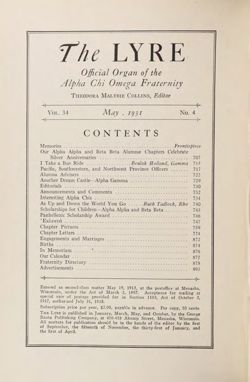 The LYRE
Official Organ of the
Alpha Chi Omega Fraternity
THEODORA MALTBIE COLLINS, Editor
VOL. 34 May, 1931 No. 4
CONTENTS
Memories Frontispiece
Our Alpha Alpha and Beta Beta Alumnae Chapters Celebrate
Silver Anniversaries 707
I Take a Bus Ride Beulah Holland, Gamma 715
Pacific, Southwestern, and Northwest Province Officers 717
Alumna Advisers 722
Another Dream Castle—Alpha Gamma 729
Editorials 730
Announcements and Comments 732
Interesting Alpha Chis 734
As Up and Down the World You Go Ruth Tadlock, Rho 740
Scholarships for Children—Alpha Alpha and Beta Beta 743
Panhellenic Scholarship Award 746
Exhorted 747
Chapter Pictures
Chapter Letters 774
Engagements and Marriages 872
Births 874
In Memoriam 876
Our Calendar 877
Fraternity Directory 878
Advertisements
Entered as second-class matter May 19, 1913, at the postoffice at Menasha,
Wisconsin, under the Act of March 3, 1897. Acceptance for mailing at
special rate of postage provided for in Section 1103, Act of October 3,
1917, authorized July 31, 1918.
Subscription price per year, $2.00, payable in advance. Per copy, 50 cents
THE LYRE is published in January, March, May, and October, by the George
Banta Publishing Company, at 450-458 Ahnaip Street, Menasha, Wisconsin.
All matters for publication should be in the hands of the editor by the first
of September, the fifteenth of November, the thirty-first of January, and
the first of April.